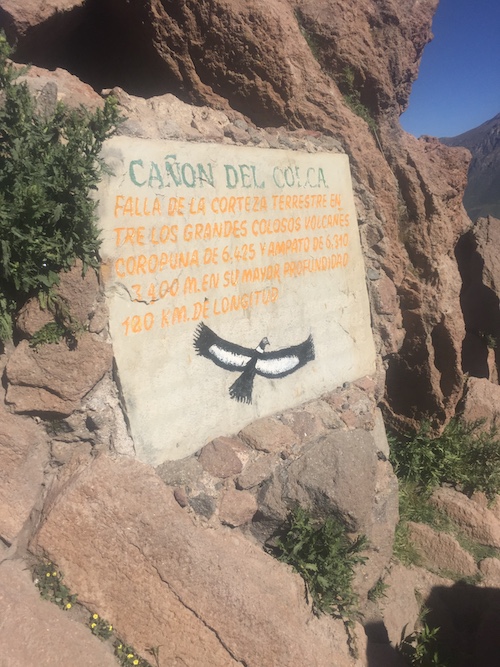 CAÑON DEL COLCA
FALLA DE LA CORTEZA TERRESTRE EN
TRE LOS GRANDES COLOSOS VOLCANES
COROPUNA DE 6.425 Y AMPATO DE 6.310
3,400 M. EN SU MAYOR PROFUNDIDAD
120 KM. DE LONGITUD